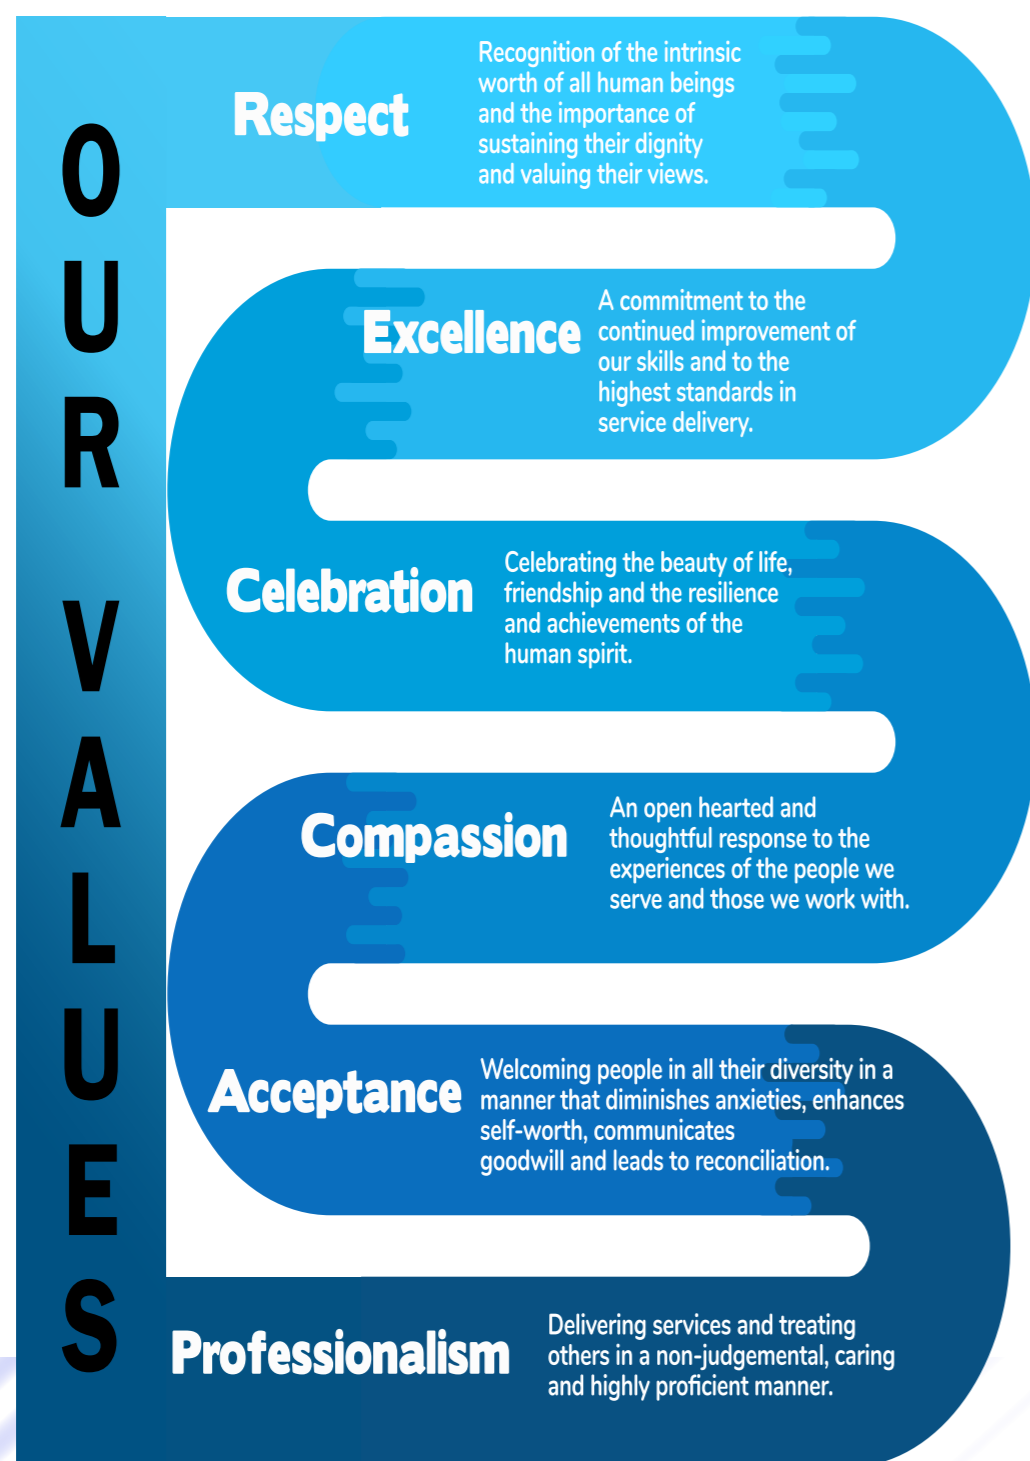 OUR VALUES
Respect
Recognition of the intrinsic
worth of all human beings
and the importance of
sustaining their dignity
and valuing their views.
Excellence
A commitment to the
continued improvement of
our skills and to the
highest standards in
service delivery.
Celebration
Celebrating the beauty of life,
friendship and the resilience
and achievements of the
human spirit.
Compassion
An open hearted and
thoughtful response to the
experiences of the people we
serve and those we work with.
Acceptance
Welcoming people in all their diversity in a
manner that diminishes anxieties, enhances
self-worth, communicates
goodwill and leads to reconciliation.
Professionalism
Delivering services and treating
others in a non-judgemental, caring
and highly proficient manner.